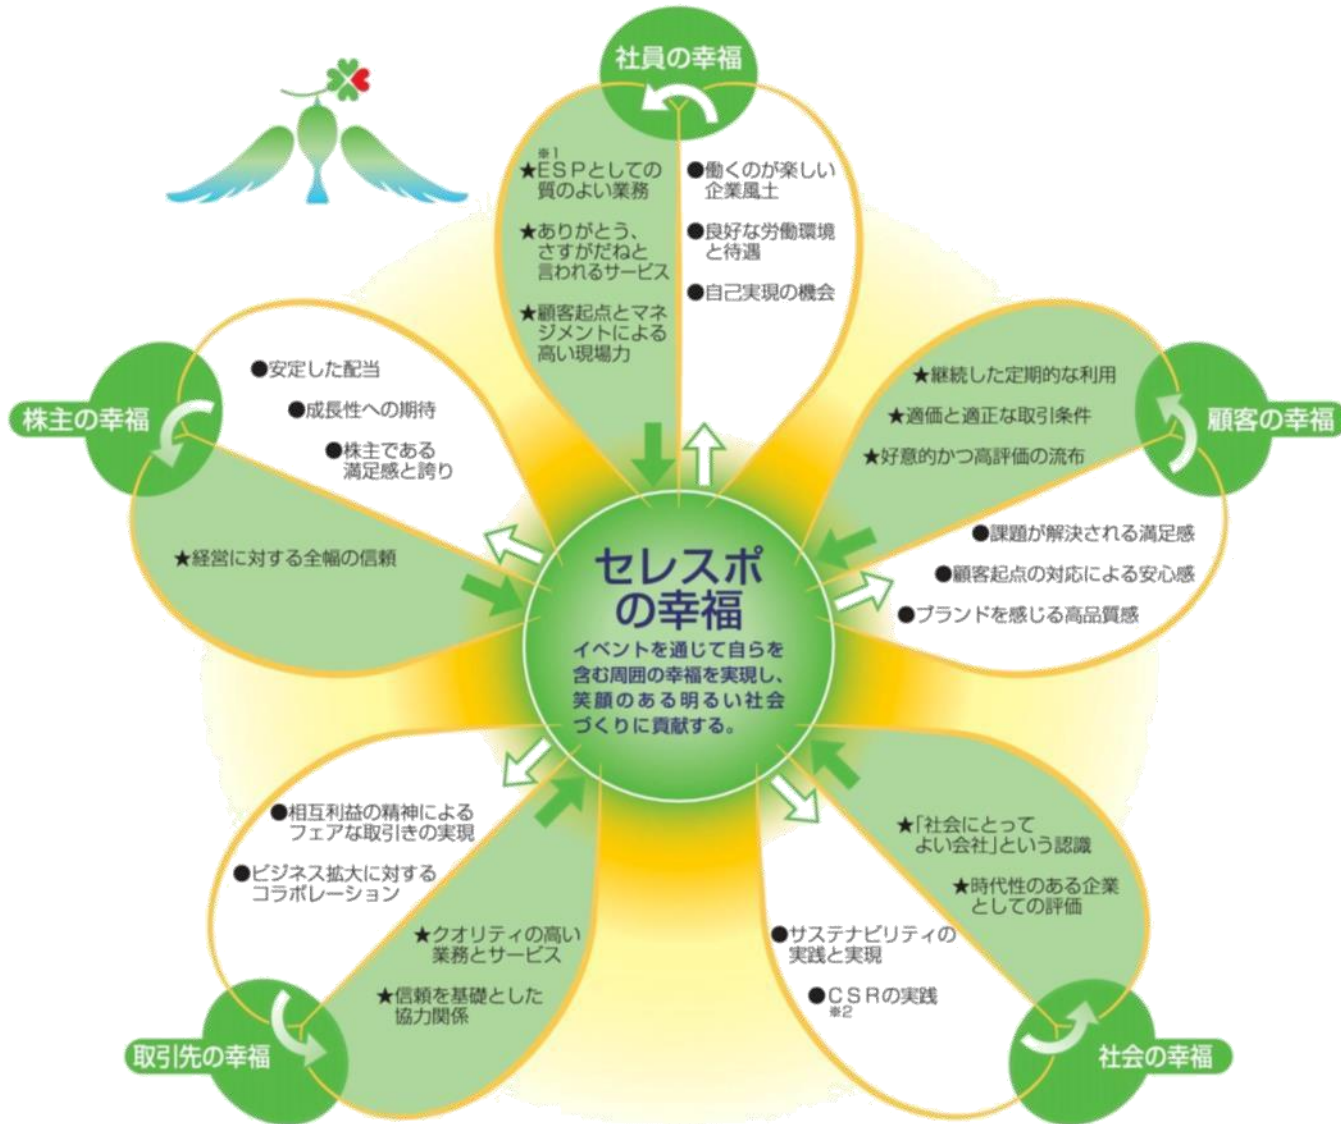 社員の幸福
※1
★ESPとしての
質のよい業務
★ありがとう、
さすがだねと
言われるサービス
★顧客起点とマネ
ジメントによる
高い現場力
●働くのが楽しい
企業風土
●良好な労働環境
と待遇
●自己実現の機会
株主の幸福
●安定した配当
●成長性への期待
●株主である
満足感と誇り
★経営に対する全幅の信頼
顧客の幸福
★継続した定期的な利用
★適価と適正な取引条件
★好意的かつ高評価の流布
●課題が解決される満足感
●顧客起点の対応による安心感
●ブランドを感じる高品質感
セレスポ
の幸福
イベントを通じて自らを
含む周囲の幸福を実現し、
笑顔のある明るい社会
づくりに貢献する。
●相互利益の精神による
フェアな取引きの実現
●ビジネス拡大に対する
コラボレーション
★クオリティの高い
業務とサービス
★信頼を基礎とした
協力関係
取引先の幸福
★「社会にとって
よい会社」という認識
★時代性のある企業
としての評価
●サステナビリティの
実践と実現
●CSRの実践
※2
社会の幸福